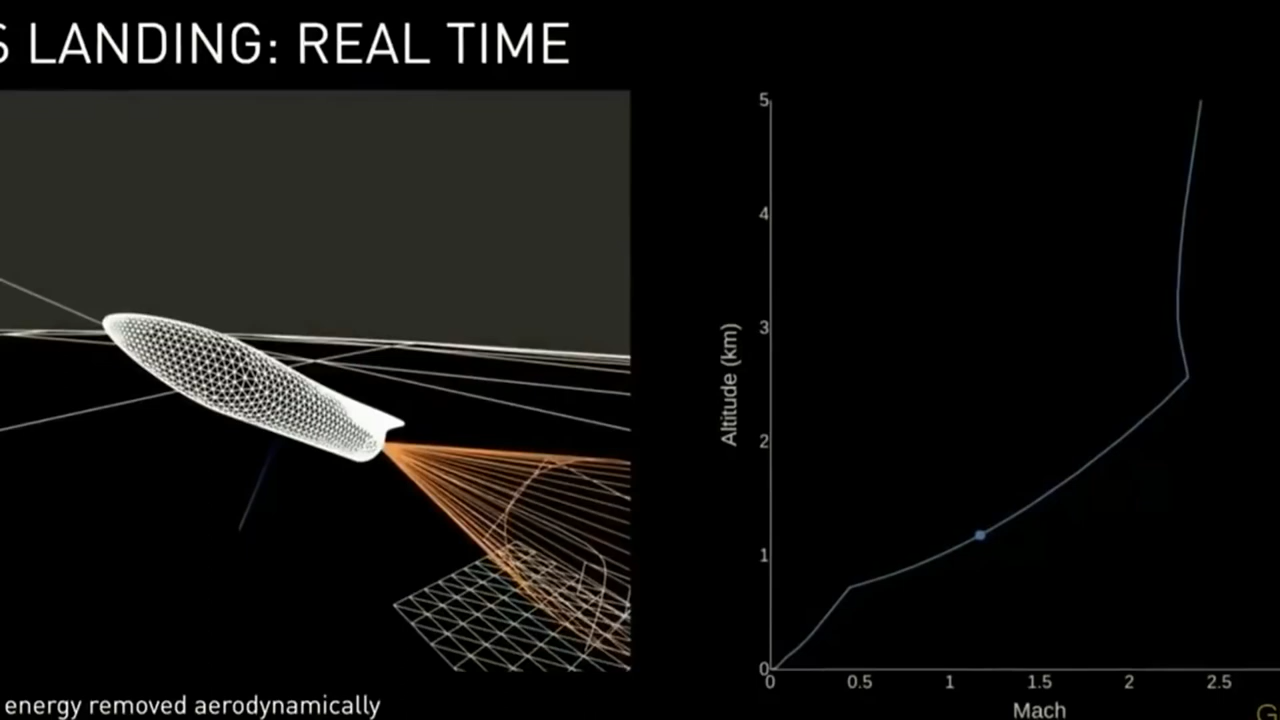 S LANDING: REAL TIME
5
4
3
2
1
0
Altitude (km)
0 0.5 1 1.5 2 2.5
Mach
energy removed aerodynamically
G